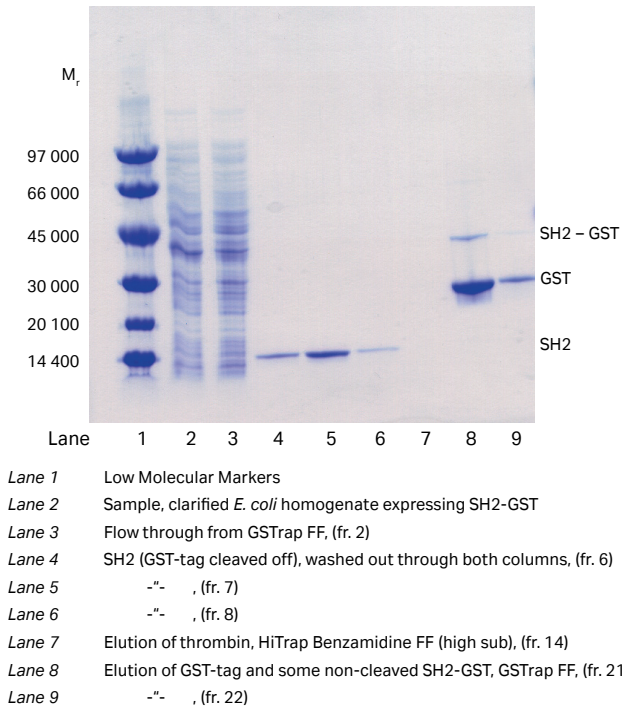 Mr
97 000
66 000
45 000
SH2 – GST
30 000
GST
20 100
SH2
14 400
Lane 1 2 3 4 5 6 7 8 9
Lane 1 Low Molecular Markers
Lane 2 Sample, clarified E. coli homogenate expressing SH2-GST
Lane 3 Flow through from GSTrap FF, (fr. 2)
Lane 4 SH2 (GST-tag cleaved off), washed out through both columns, (fr. 6)
Lane 5 -“- , (fr. 7)
Lane 6 -“- , (fr. 8)
Lane 7 Elution of thrombin, HiTrap Benzamidine FF (high sub), (fr. 14)
Lane 8 Elution of GST-tag and some non-cleaved SH2-GST, GSTrap FF, (fr. 21
Lane 9 -“- , (fr. 22)